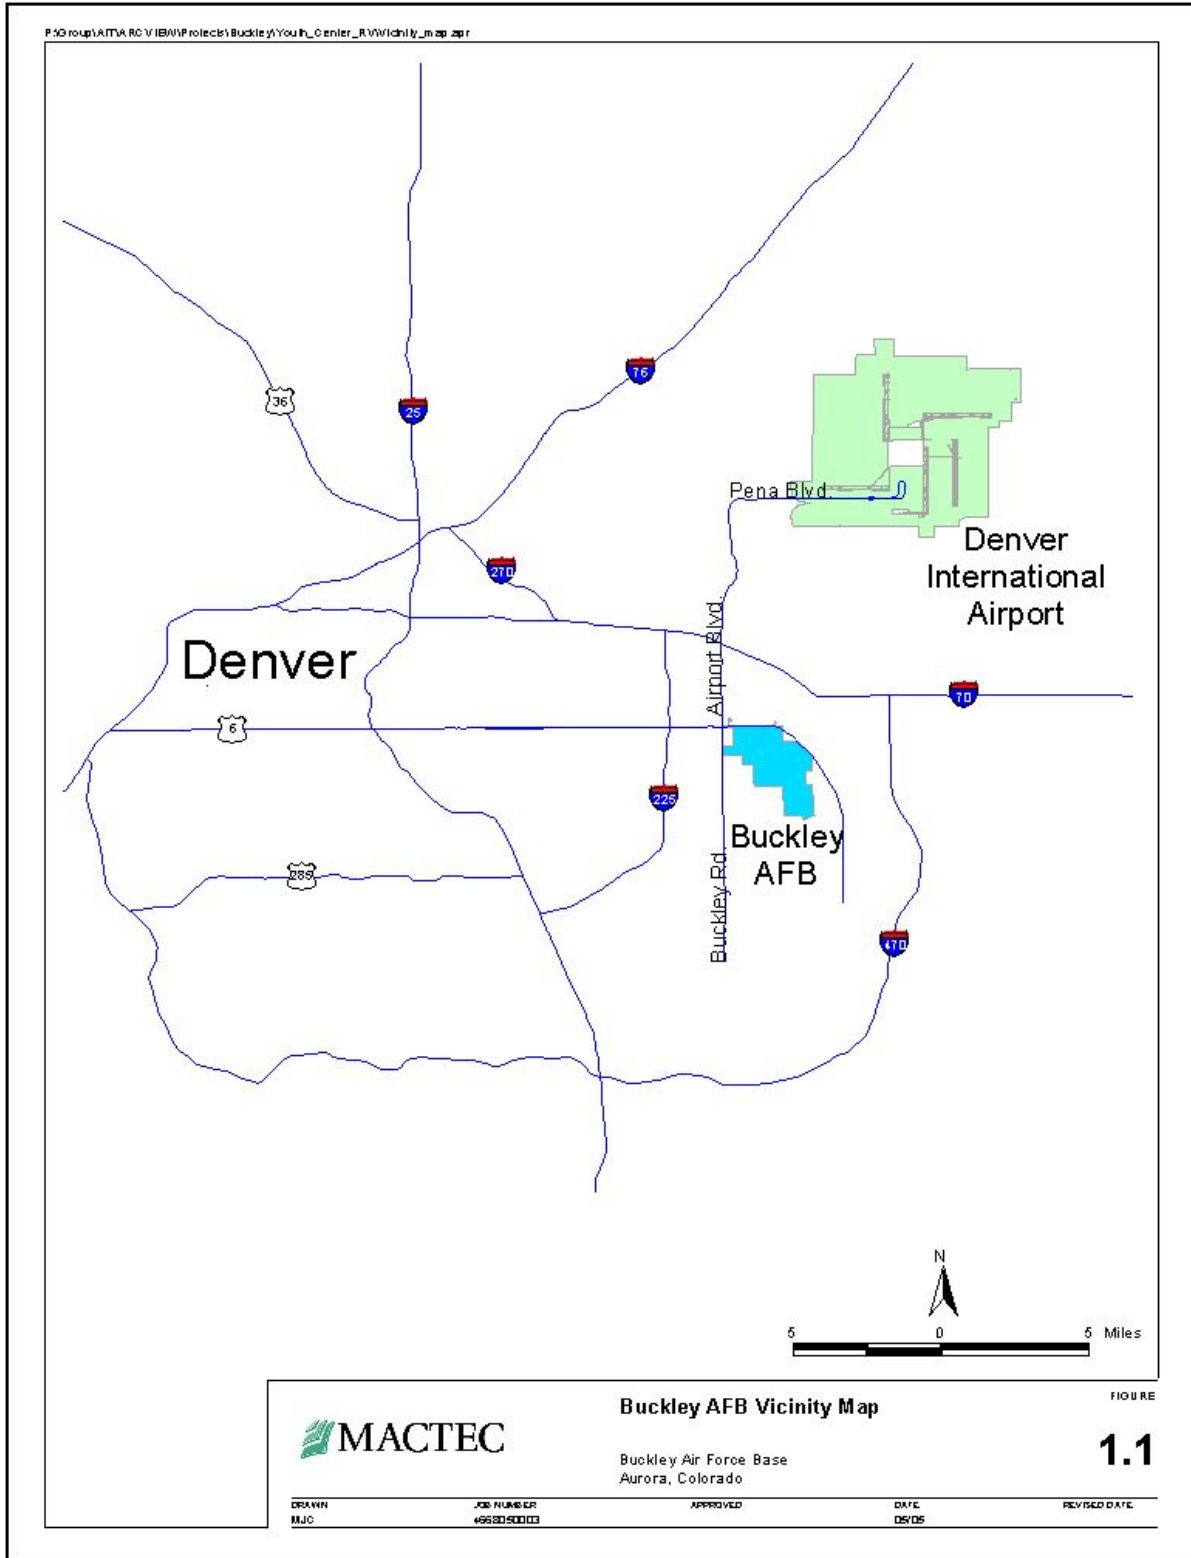 P:\Group\AIT\ARCVIEW\Projects\Buckley\Youth_Center_RV\Vicinity_map.apr
36
25
76
Pena Blvd.
Denver
International
Airport
270
Airport Blvd.
Denver
70
6
225
Buckley
AFB
285
Buckley Rd.
470
N
5 0 5 Miles
MACTEC
Buckley AFB Vicinity Map
Buckley Air Force Base
Aurora, Colorado
FIGURE
1.1
DRAWN JOB NUMBER APPROVED DATE REVISED DATE
MJC 4668050003 05/05